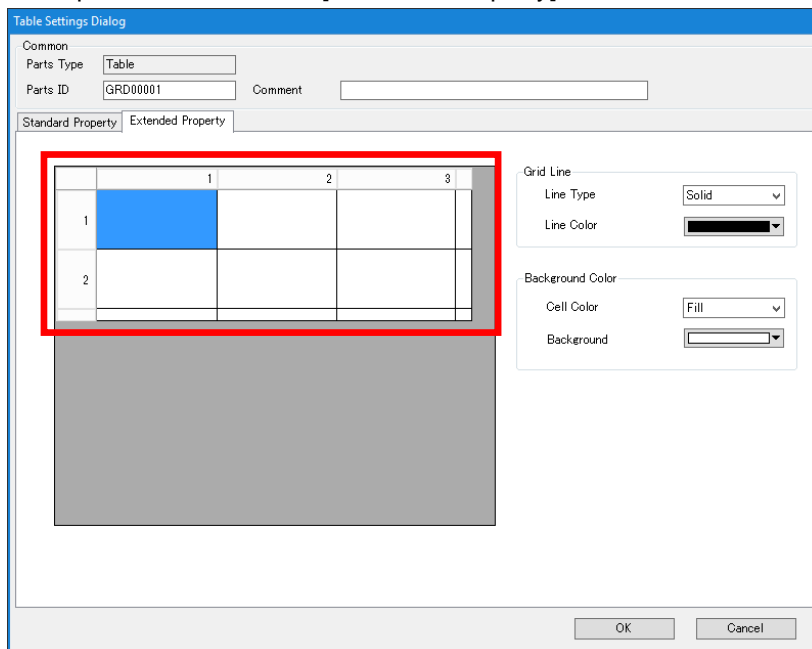 Table Settings Dialog
Common
Parts Type Table
Parts ID GRD00001 Comment
Standard Property Extended Property
1 2 3
1
2
Grid Line
Line Type Solid
Line Color
Background Color
Cell Color Fill
Background
OK Cancel